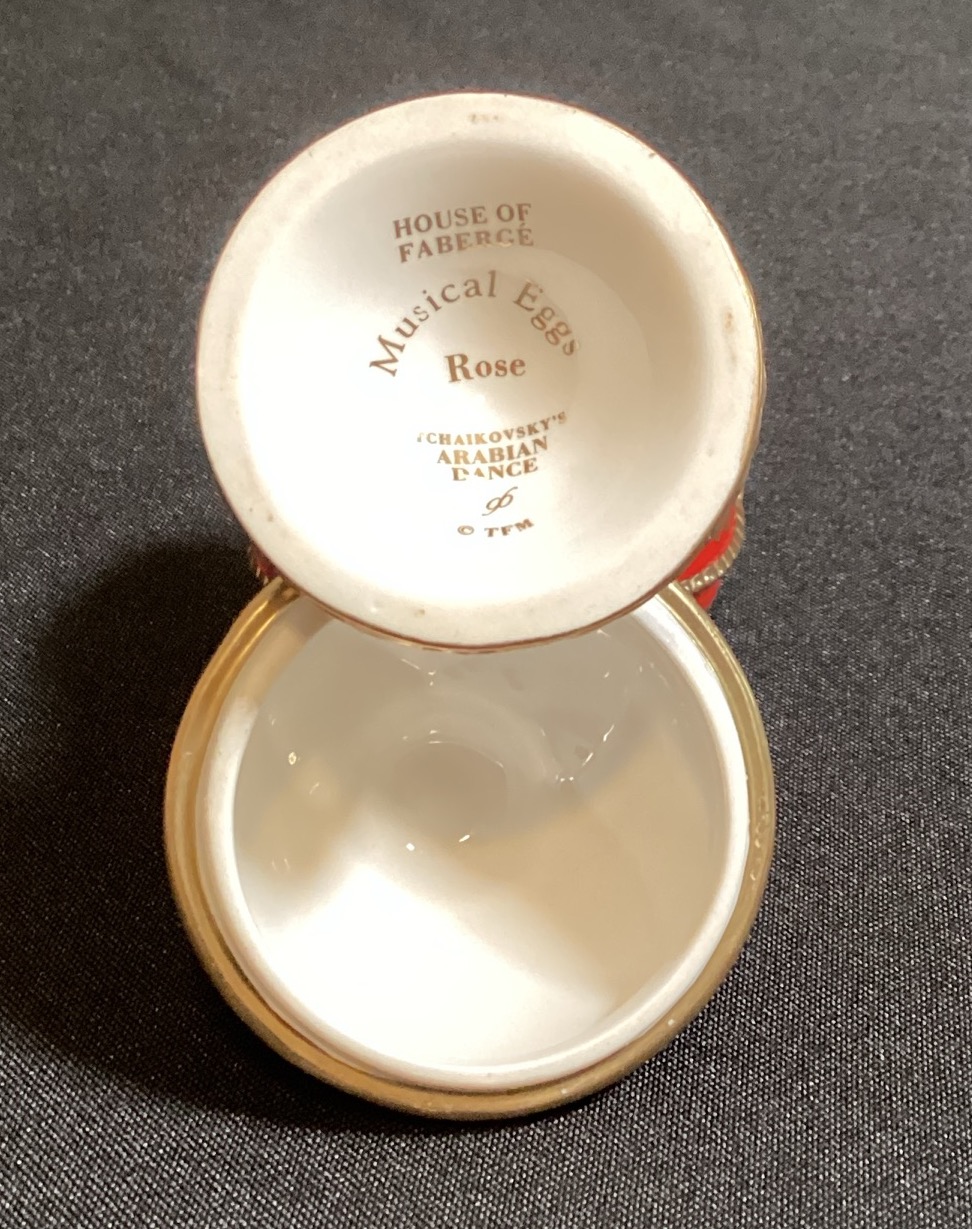 HOUSE OF
FABERGÉ
Musical Eggs
Rose
TCHAIKOVSKY'S
ARABIAN
DANCE
© TFM